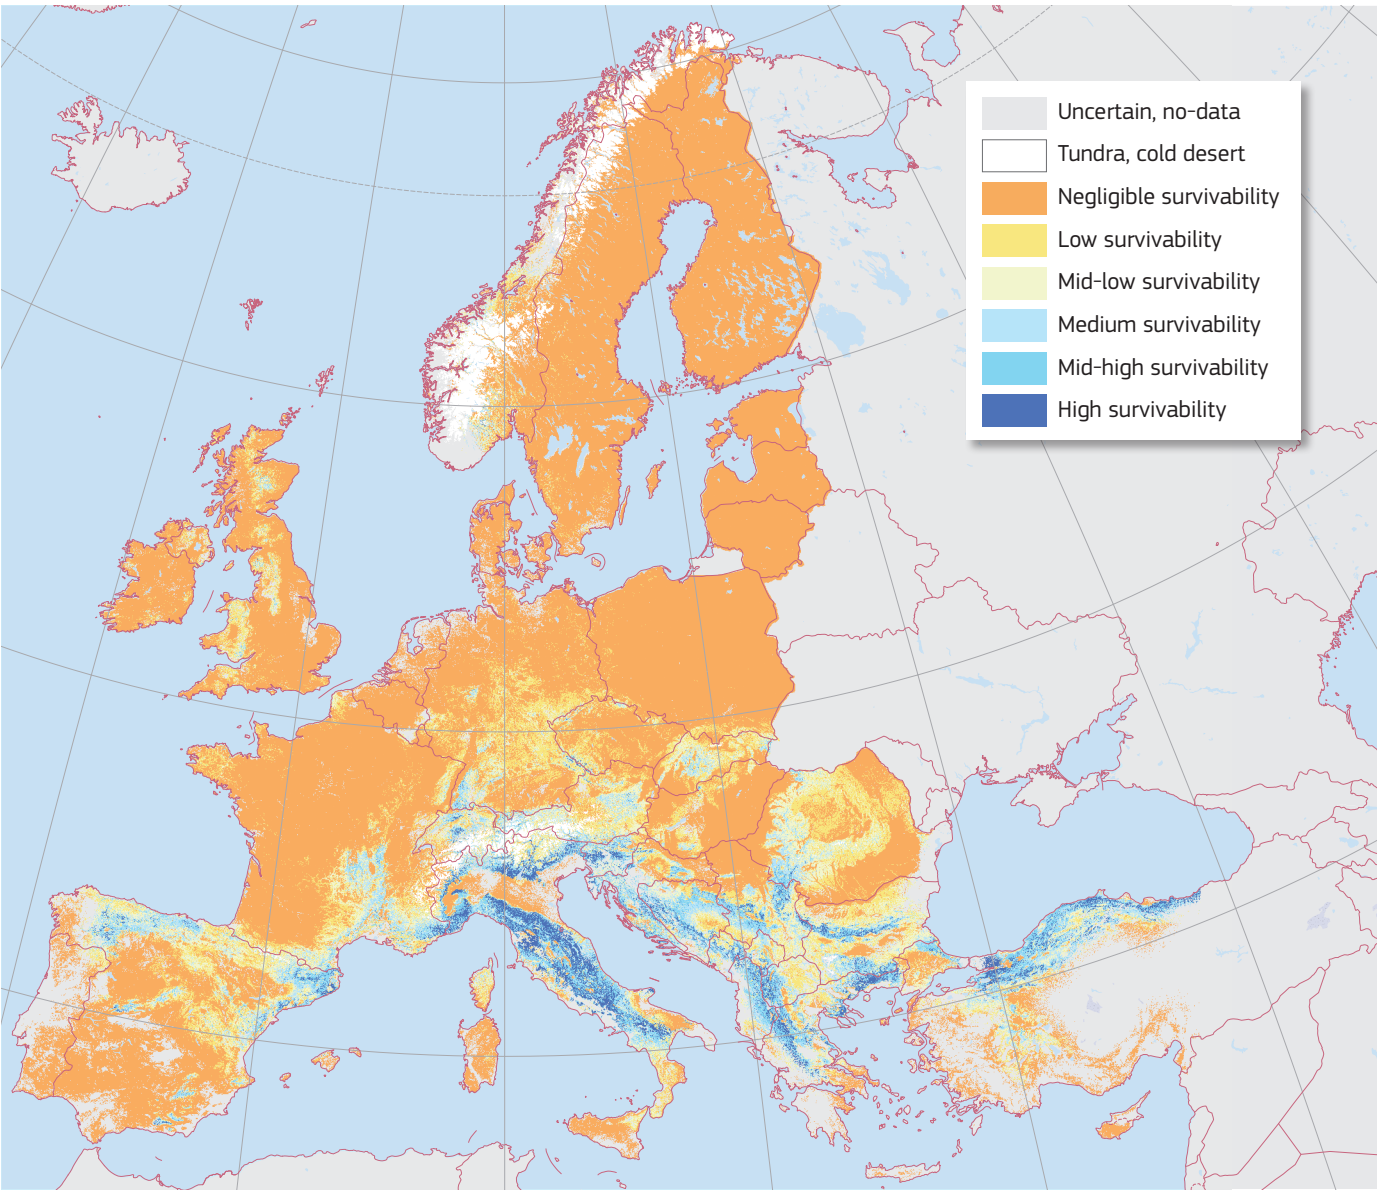 Uncertain, no-data
Tundra, cold desert
Negligible survivability
Low survivability
Mid-low survivability
Medium survivability
Mid-high survivability
High survivability